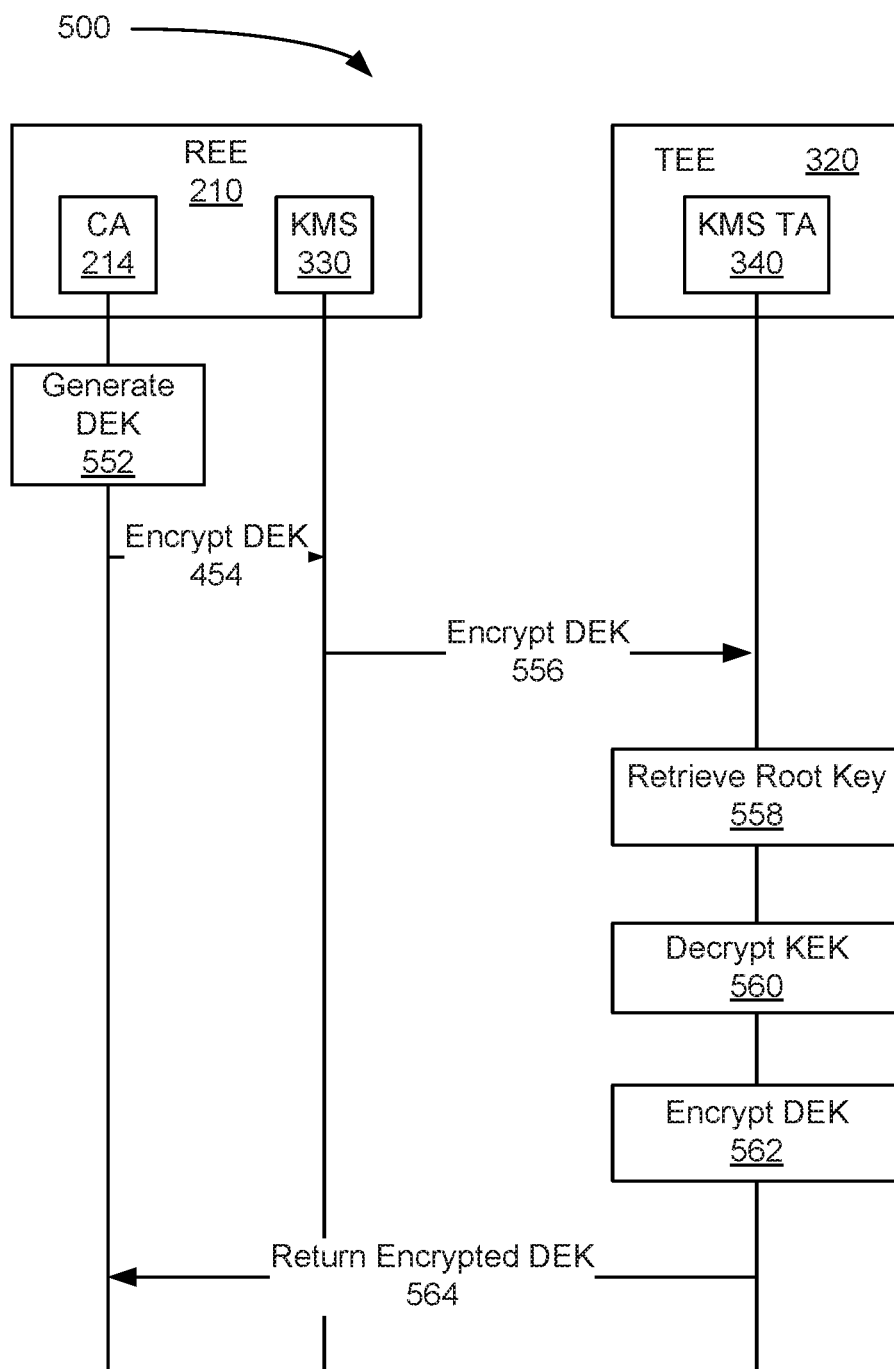 500
REE
210
TEE 320
CA
214
KMS
330
KMS TA
340
Generate
DEK
552
Encrypt DEK
454
Encrypt DEK
556
Retrieve Root Key
558
Decrypt KEK
560
Encrypt DEK
562
Return Encrypted DEK
564